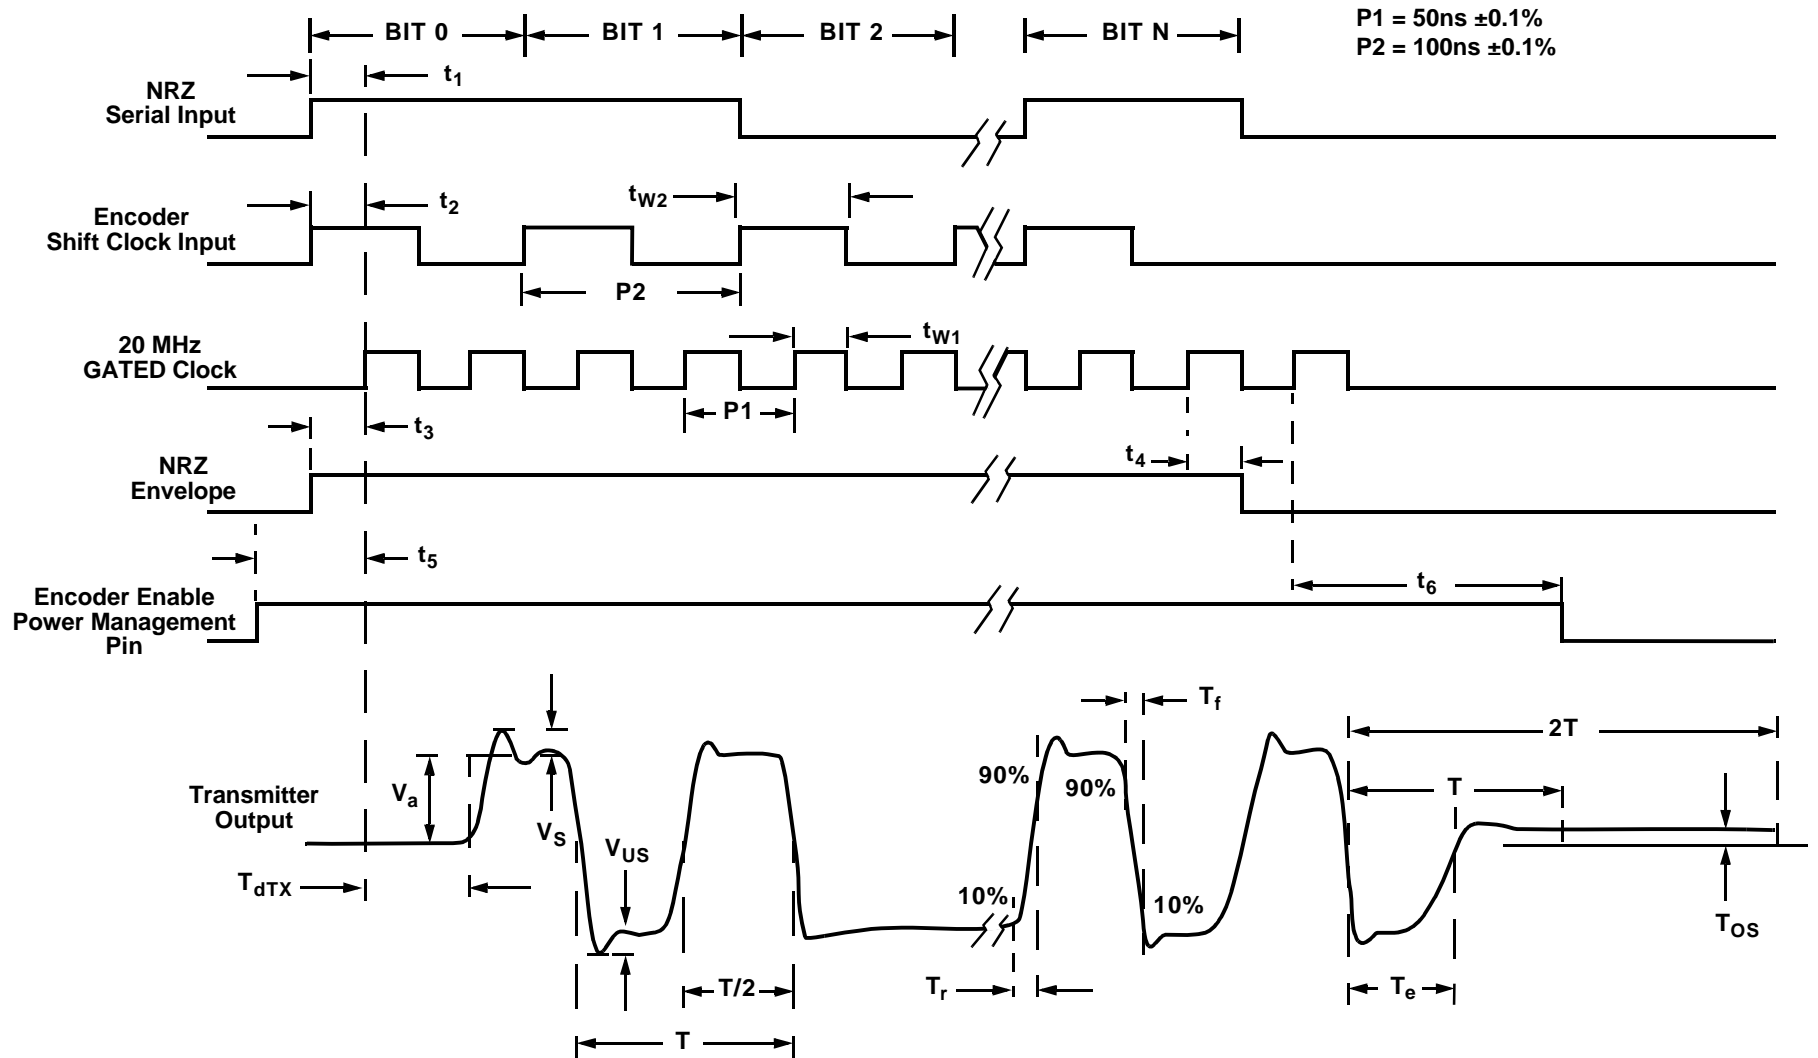 BIT 0
BIT 1
BIT 2
BIT N
P1 = 50ns ±0.1%
P2 = 100ns ±0.1%
t1
NRZ
Serial Input
t2
tW2
Encoder
Shift Clock Input
P2
20 MHz
GATED Clock
tW1
P1
t3
t4
NRZ
Envelope
t5
t6
Encoder Enable
Power Management
Pin
Tf
2T
90%
90%
T
Va
VS
Transmitter
Output
VUS
TdTX
10%
10%
TOS
T/2
Tr
Te
T